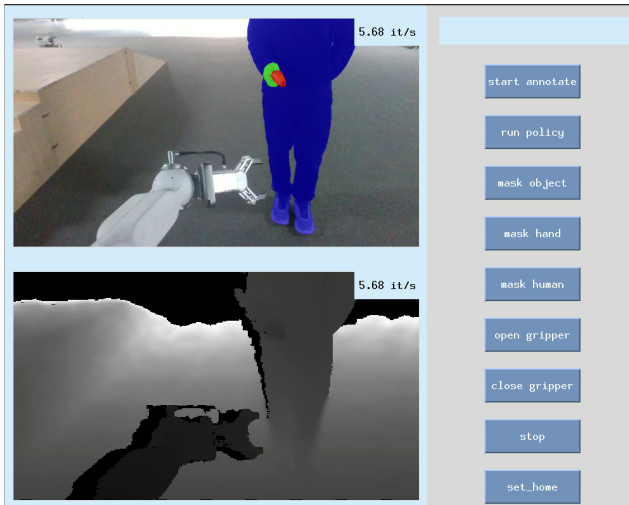 5.68 it/s
start annotate
run policy
mask object
mask hand
mask human
5.68 it/s
open gripper
close gripper
stop
set_home